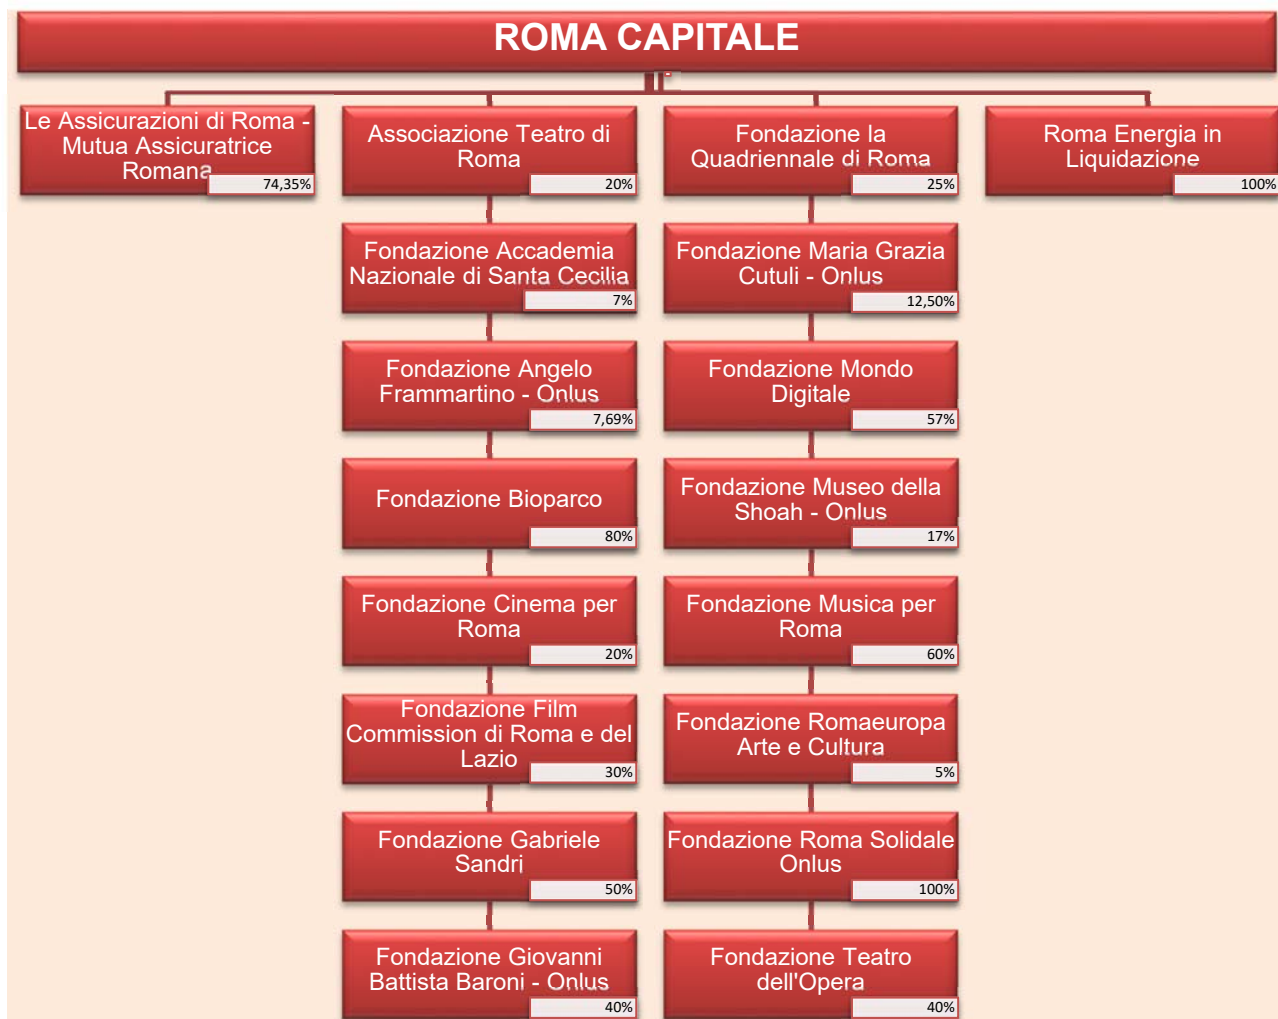 ROMA CAPITALE
Le Assicurazioni di Roma -
Mutua Assicuratrice
Romana
74,35%
Associazione Teatro di
Roma
20%
Fondazione Accademia
Nazionale di Santa Cecilia
7%
Fondazione Angelo
Frammartino - Onlus
7,69%
Fondazione Bioparco
80%
Fondazione Cinema per
Roma
20%
Fondazione Film
Commission di Roma e del
Lazio
30%
Fondazione Gabriele
Sandri
50%
Fondazione Giovanni
Battista Baroni - Onlus
40%
Fondazione la
Quadriennale di Roma
25%
Fondazione Maria Grazia
Cutuli - Onlus
12,50%
Fondazione Mondo
Digitale
57%
Fondazione Museo della
Shoah - Onlus
17%
Fondazione Musica per
Roma
60%
Fondazione Romaeuropa
Arte e Cultura
5%
Fondazione Roma Solidale
Onlus
100%
Fondazione Teatro
dell'Opera
40%
Roma Energia in
Liquidazione
100%